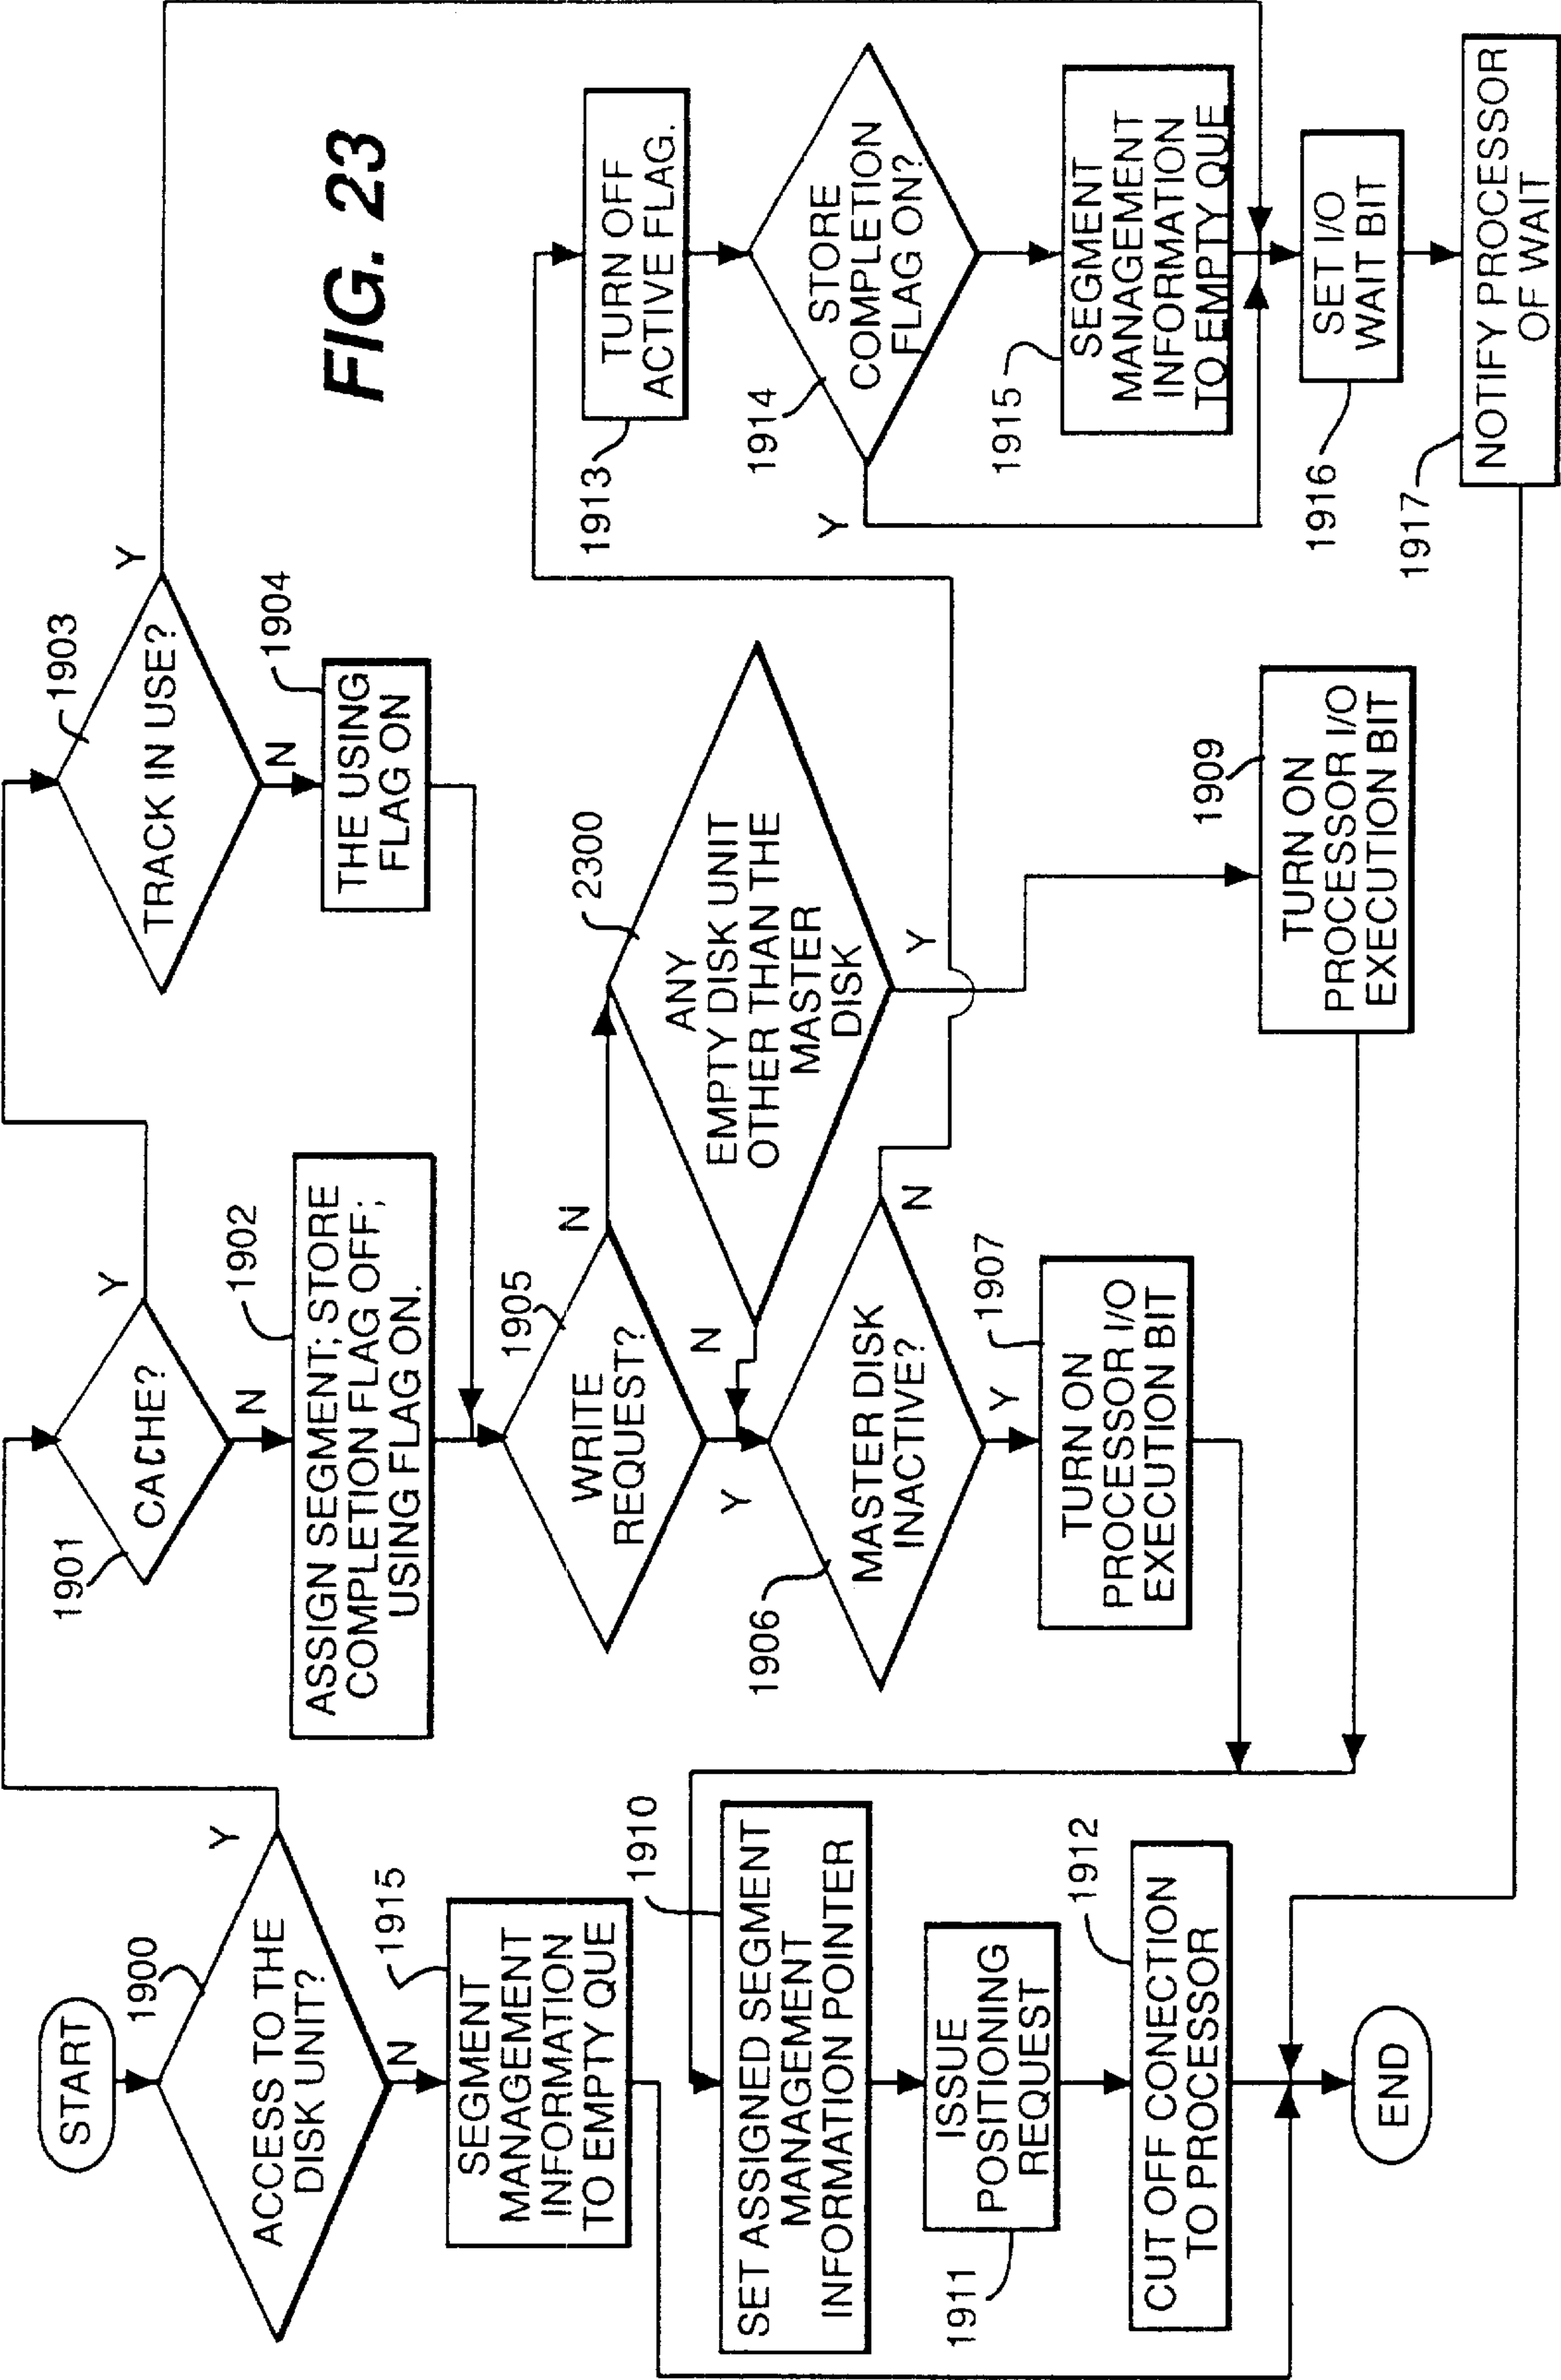 FIG. 23
START
1900
ACCESS TO THE
DISK UNIT?
Y
N
1915
SEGMENT
MANAGEMENT
INFORMATION
TO EMPTY QUE
1910
SET ASSIGNED SEGMENT
MANAGEMENT
INFORMATION POINTER
1911
ISSUE
POSITIONING
REQUEST
1912
CUT OFF CONECTION
TO PROCESSOR
END
1901
CACHE?
Y
N
1902
ASSIGN SEGMENT; STORE
COMPLETION FLAG OFF;
USING FLAG ON.
1905
WRITE
REQUEST?
N
Y
1906
MASTER DISK
INACTIVE?
N
Y
1907
TURN ON
PROCESSOR I/O
EXECUTION BIT
1903
TRACK IN USE?
Y
N
1904
THE USING
FLAG ON
2300
ANY
EMPTY DISK UNIT
OTHER THAN THE
MASTER
DISK
N
Y
1909
TURN ON
PROCESSOR I/O
EXECUTION BIT
1913
TURN OFF
ACTIVE FLAG.
1914
STORE
COMPLETION
FLAG ON?
Y
1915
SEGMENT
MANAGEMENT
INFORMATION
TO EMPTY QUE
1916
SET I/O
WAIT BIT
1917
NOTIFY PROCESSOR
OF WAIT